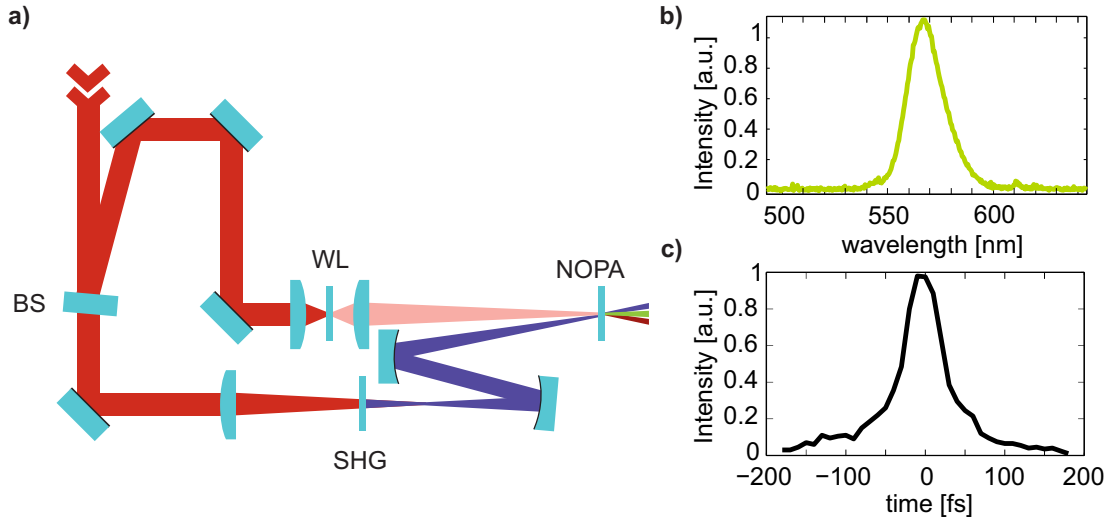 a)
BS
WL
NOPA
SHG
b)
Intensity [a.u.]
1
0.8
0.6
0.4
0.2
0
500
550
600
wavelength [nm]
c)
Intensity [a.u.]
1
0.8
0.6
0.4
0.2
0
−200
−100
0
100
200
time [fs]